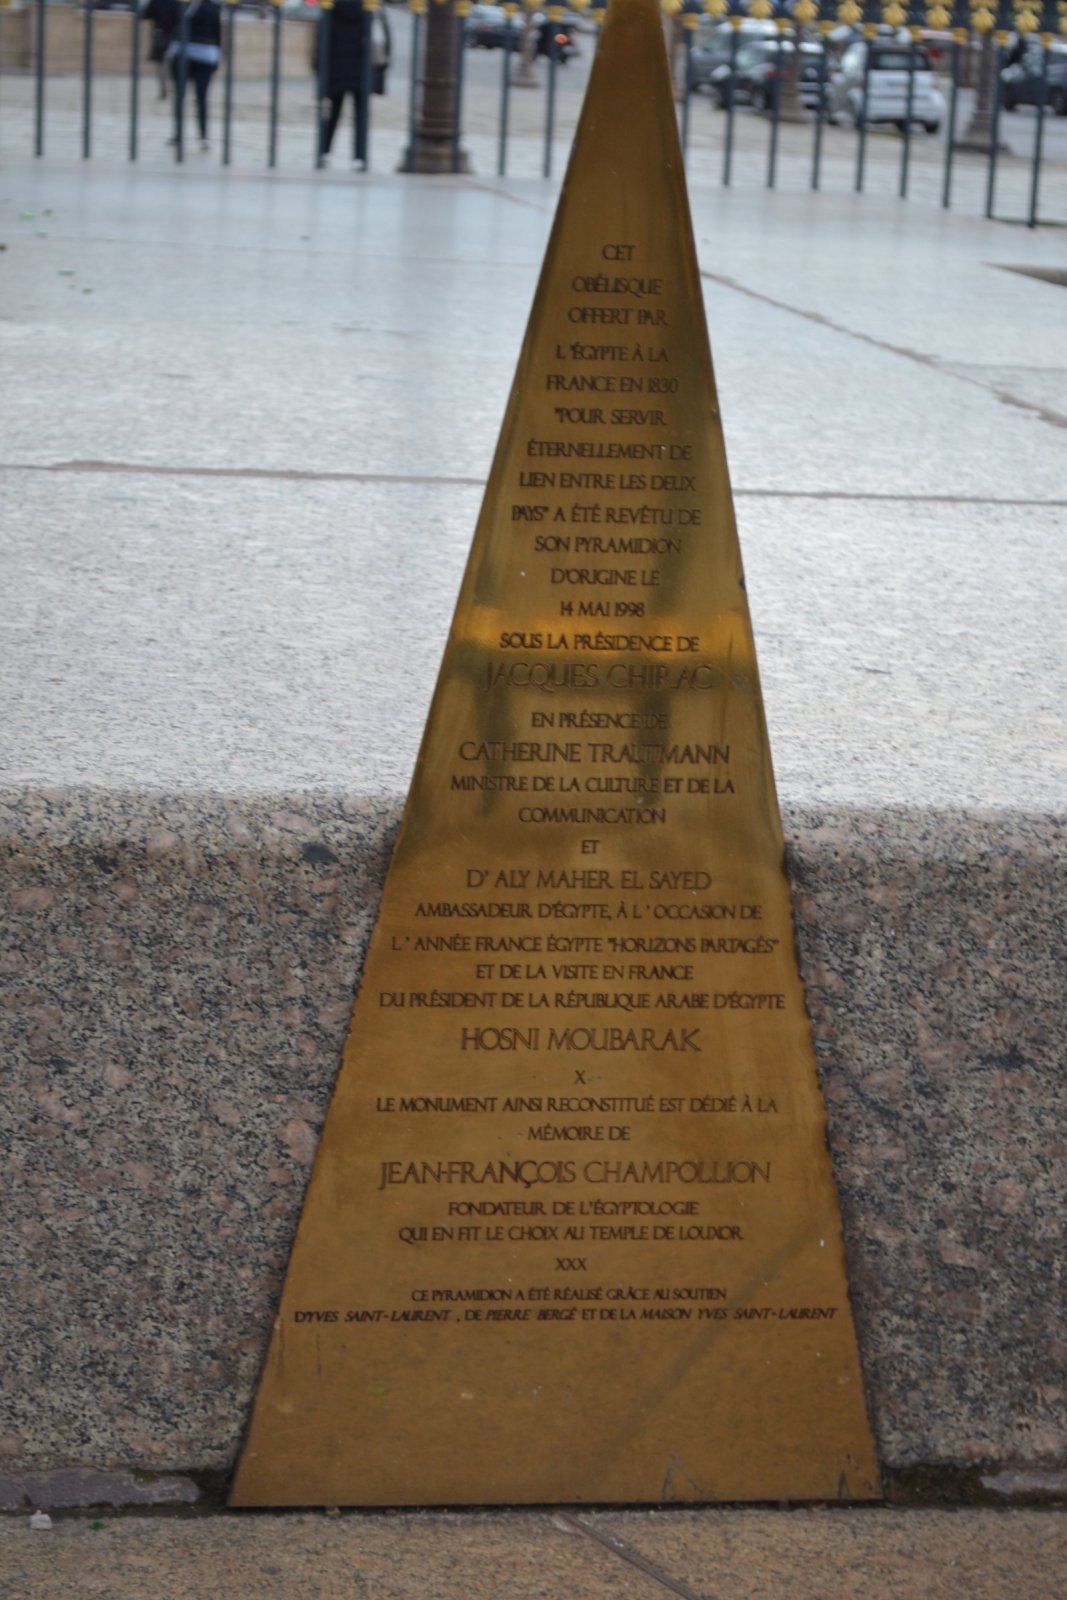 CET
OBÉLISQUE
OFFERT PAR
L'ÉGYPTE À LA
FRANCE EN 1830
"POUR SERVIR
ÉTERNELLEMENT DE
LIEN ENTRE LES DEUX
PAYS" A ÉTÉ REVÊTU DE
SON PYRAMIDION
D'ORIGINE LE
14 MAI 1998
SOUS LA PRÉSIDENCE DE
JACQUES CHIRAC
EN PRÉSENCE DE
CATHERINE TRAUTMANN
MINISTRE DE LA CULTURE ET DE LA
COMMUNICATION
ET
D' ALY MAHER EL SAYED
AMBASSADEUR D'ÉGYPTE, À L ' OCCASION DE
L ' ANNÉE FRANCE ÉGYPTE "HORIZONS PARTAGÉS"
ET DE LA VISITE EN FRANCE
DU PRÉSIDENT DE LA RÉPUBLIQUE ARABE D'ÉGYPTE
HOSNI MOUBARAK
X
LE MONUMENT AINSI RECONSTITUÉ EST DÉDIÉ À LA
MÉMOIRE DE
JEAN-FRANÇOIS CHAMPOLLION
FONDATEUR DE L'ÉGYPTOLOGIE
QUI EN FIT LE CHOIX AU TEMPLE DE LOUXOR
XXX
CE PYRAMIDION A ÉTÉ RÉALISÉ GRÂCE AU SOUTIEN
D'YVES SAINT-LAURENT , DE PIERRE BERGÉ ET DE LA MAISON YVES SAINT-LAURENT